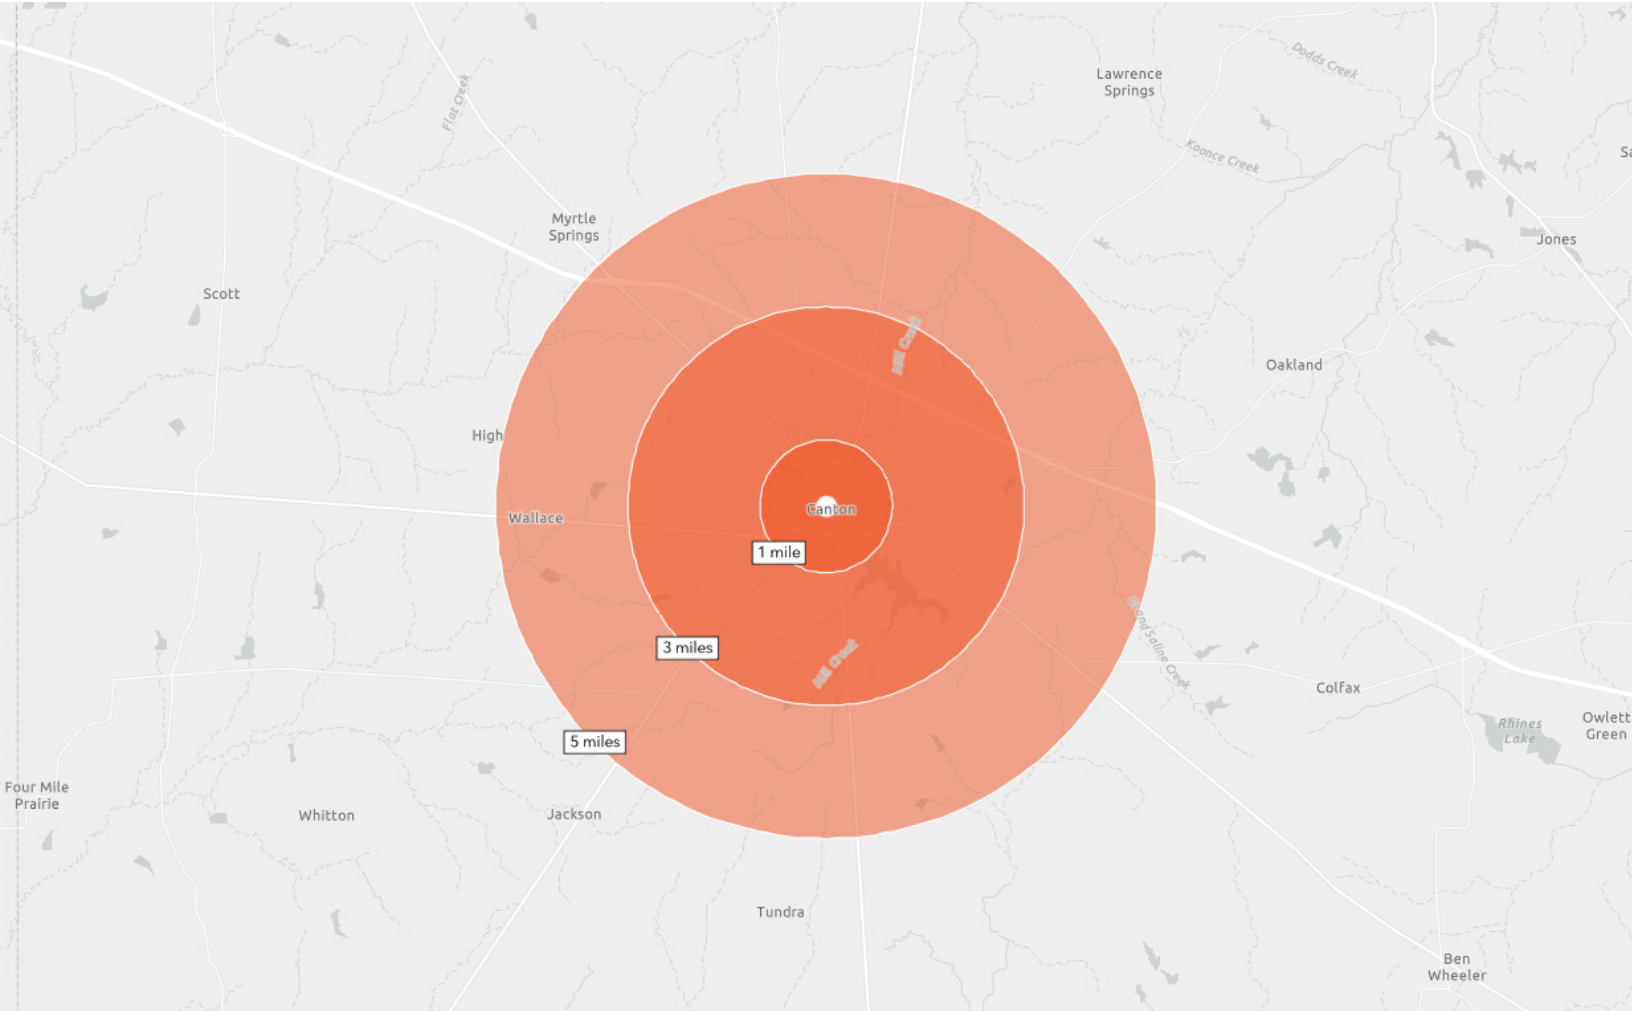 Dodds Creek
Lawrence
Springs
Flat Creek
Koonce Creek
Myrtle
Springs
Jones
Scott
Mill Creek
Oakland
High
Canton
Wallace
1 mile
3 miles
Mill Creek
Grand Saline Creek
Colfax
Owlett
Green
Rhines
Lake
5 miles
Four Mile
Prairie
Whitton
Jackson
Tundra
Ben
Wheeler